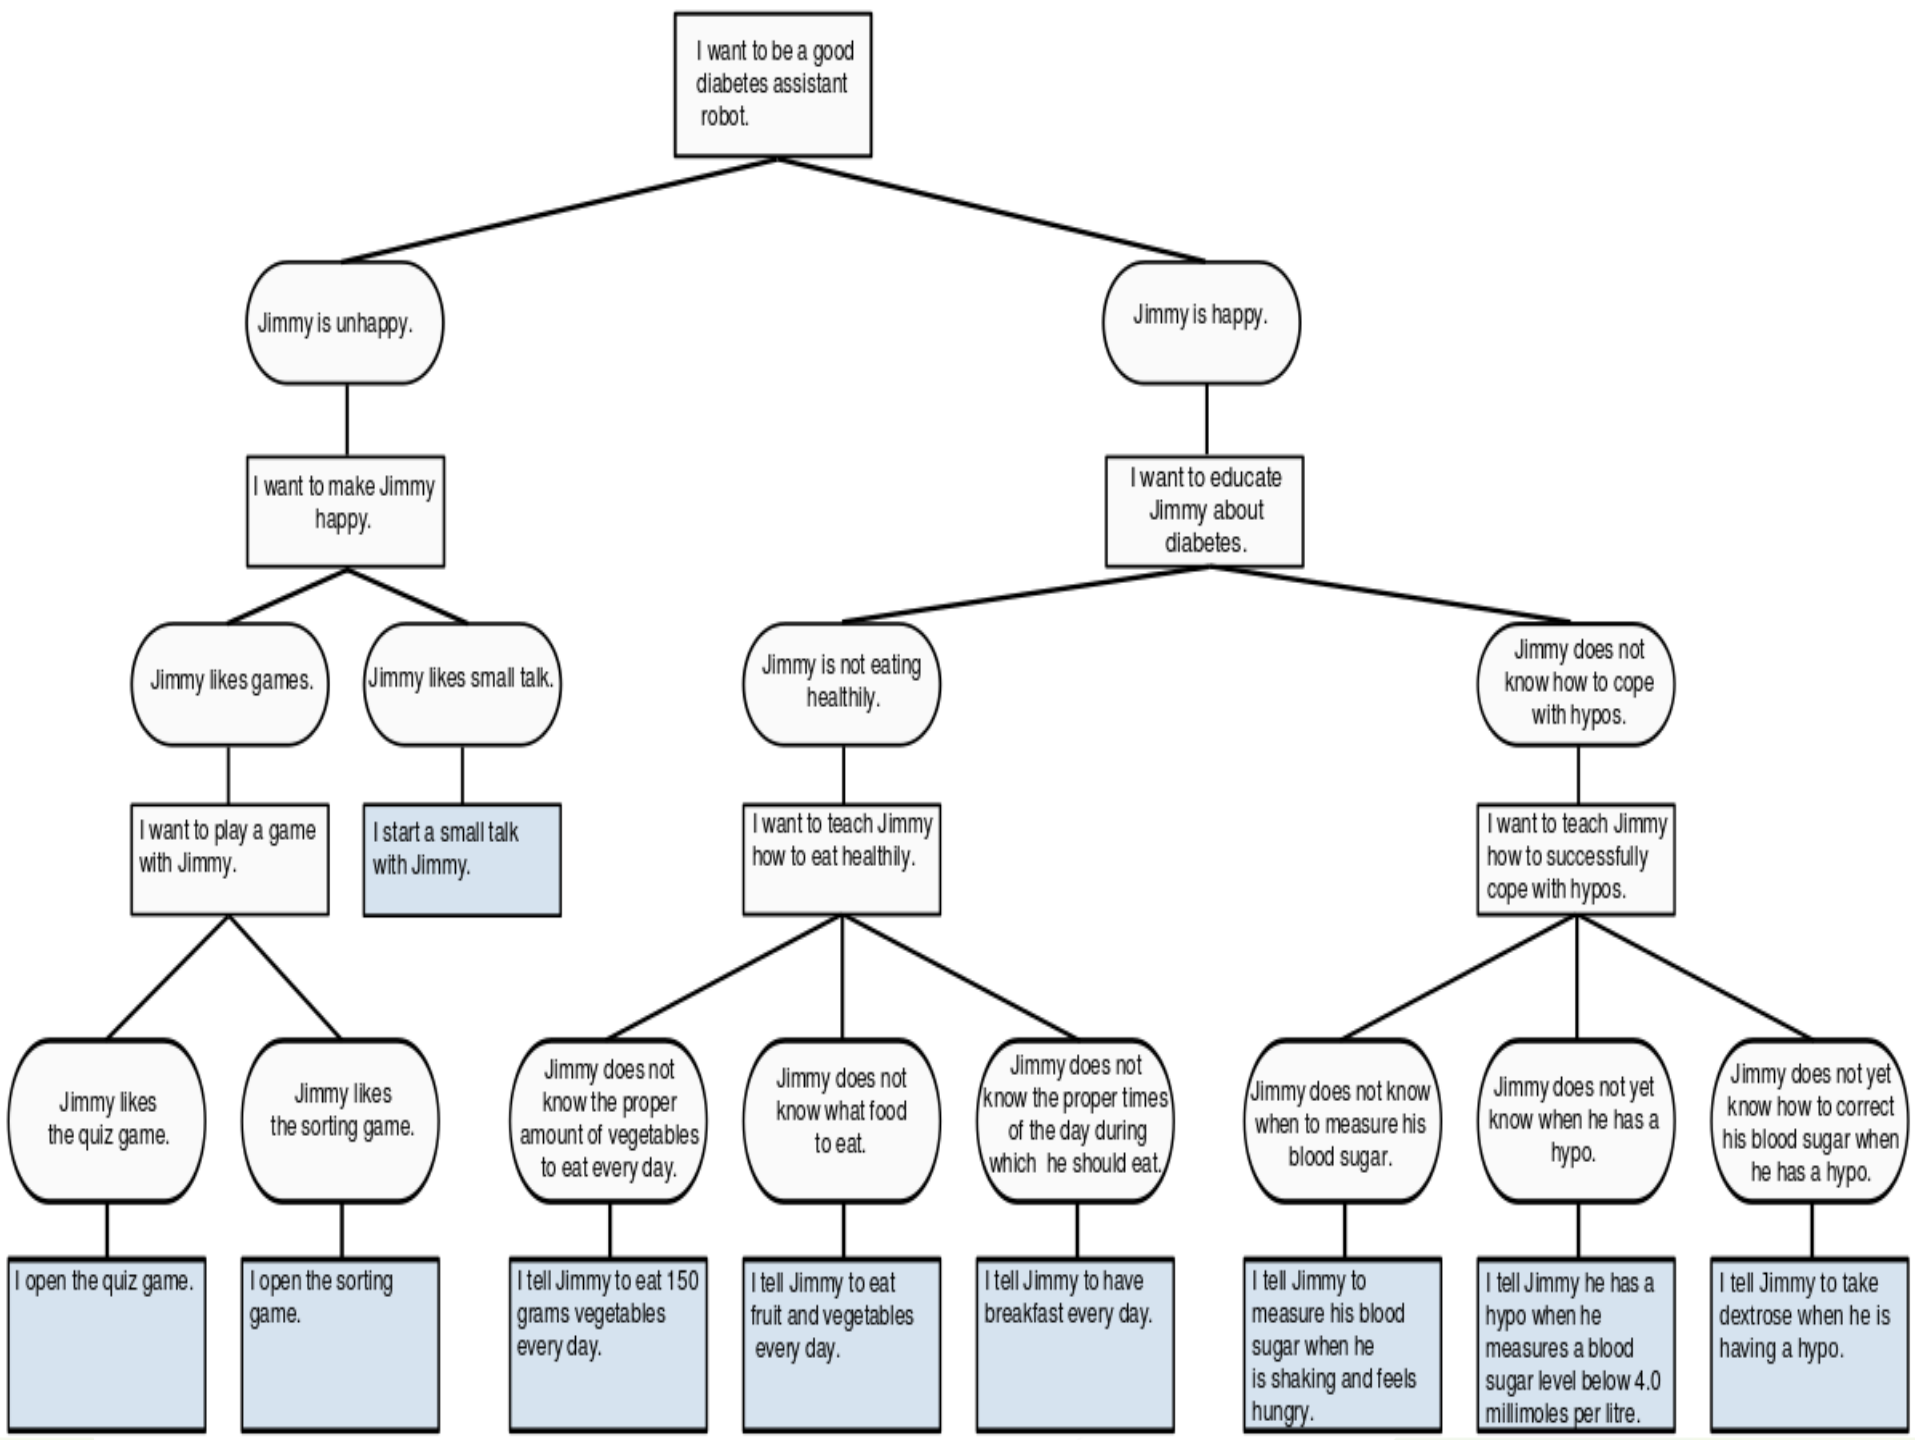 I want to be a good
diabetes assistant
robot.
Jimmy is unhappy.
Jimmy is happy.
I want to make Jimmy
happy.
I want to educate
Jimmy about
diabetes.
Jimmy likes games.
Jimmy likes small talk.
Jimmy is not eating
healthily.
Jimmy does not
know how to cope
with hypos.
I want to play a game
with Jimmy.
I start a small talk
with Jimmy.
I want to teach Jimmy
how to eat healthily.
I want to teach Jimmy
how to successfully
cope with hypos.
Jimmy likes
the quiz game.
Jimmy likes
the sorting game.
Jimmy does not
know the proper
amount of vegetables
to eat every day.
Jimmy does not
know what food
to eat.
Jimmy does not
know the proper times
of the day during
which he should eat.
Jimmy does not know
when to measure his
blood sugar.
Jimmy does not yet
know when he has a
hypo.
Jimmy does not yet
know how to correct
his blood sugar when
he has a hypo.
I open the quiz game.
I open the sorting
game.
I tell Jimmy to eat 150
grams vegetables
every day.
I tell Jimmy to eat
fruit and vegetables
every day.
I tell Jimmy to have
breakfast every day.
I tell Jimmy to
measure his blood
sugar when he
is shaking and feels
hungry.
I tell Jimmy he has a
hypo when he
measures a blood
sugar level below 4.0
millimoles per litre.
I tell Jimmy to take
dextrose when he is
having a hypo.